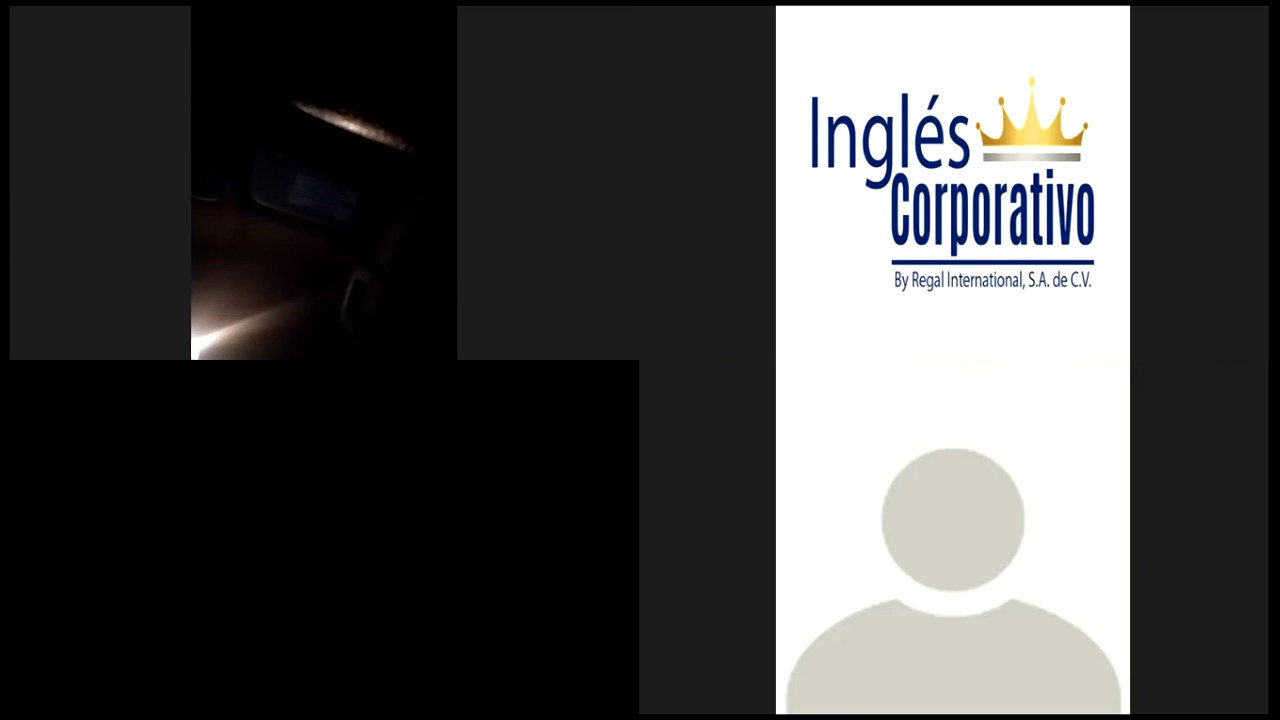 Inglés
Corporativo
By Regal International, S.A. de C.V.